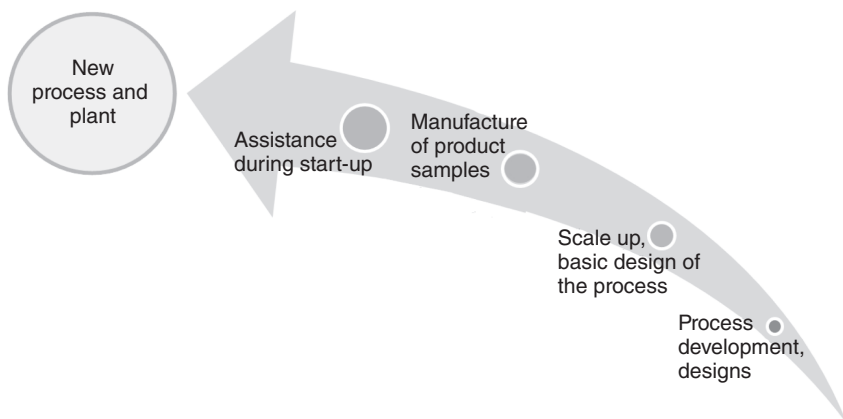 New
process and
plant
Assistance
during start-up
Manufacture
of product
samples
Scale up,
basic design of
the process
Process
development,
designs